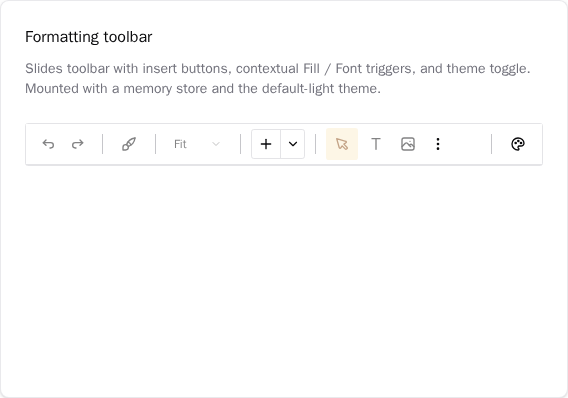 Formatting toolbar
Slides toolbar with insert buttons, contextual Fill / Font triggers, and theme toggle.
Mounted with a memory store and the default-light theme.
Fit